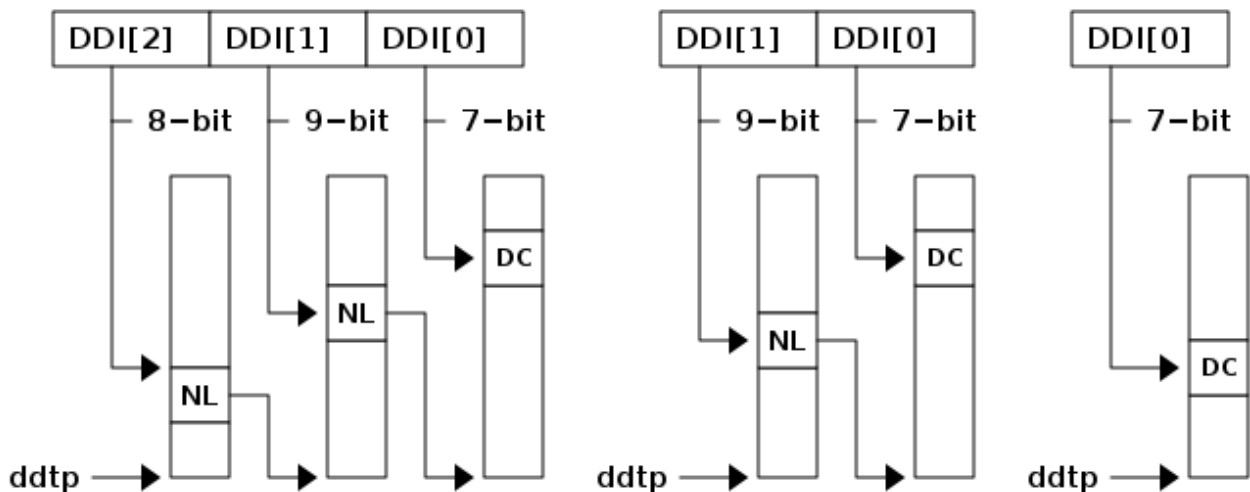 DDI[2] DDI[1] DDI[0] DDI[1] DDI[0] DDI[0]
8-bit 9-bit 7-bit 9-bit 7-bit 7-bit
DC DC
NL NL
DC
NL
ddtp ddtp ddtp